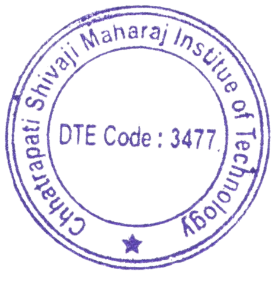 Chhatrapati Shivaji Maharaj Institue of Technology
DTE Code : 3477.